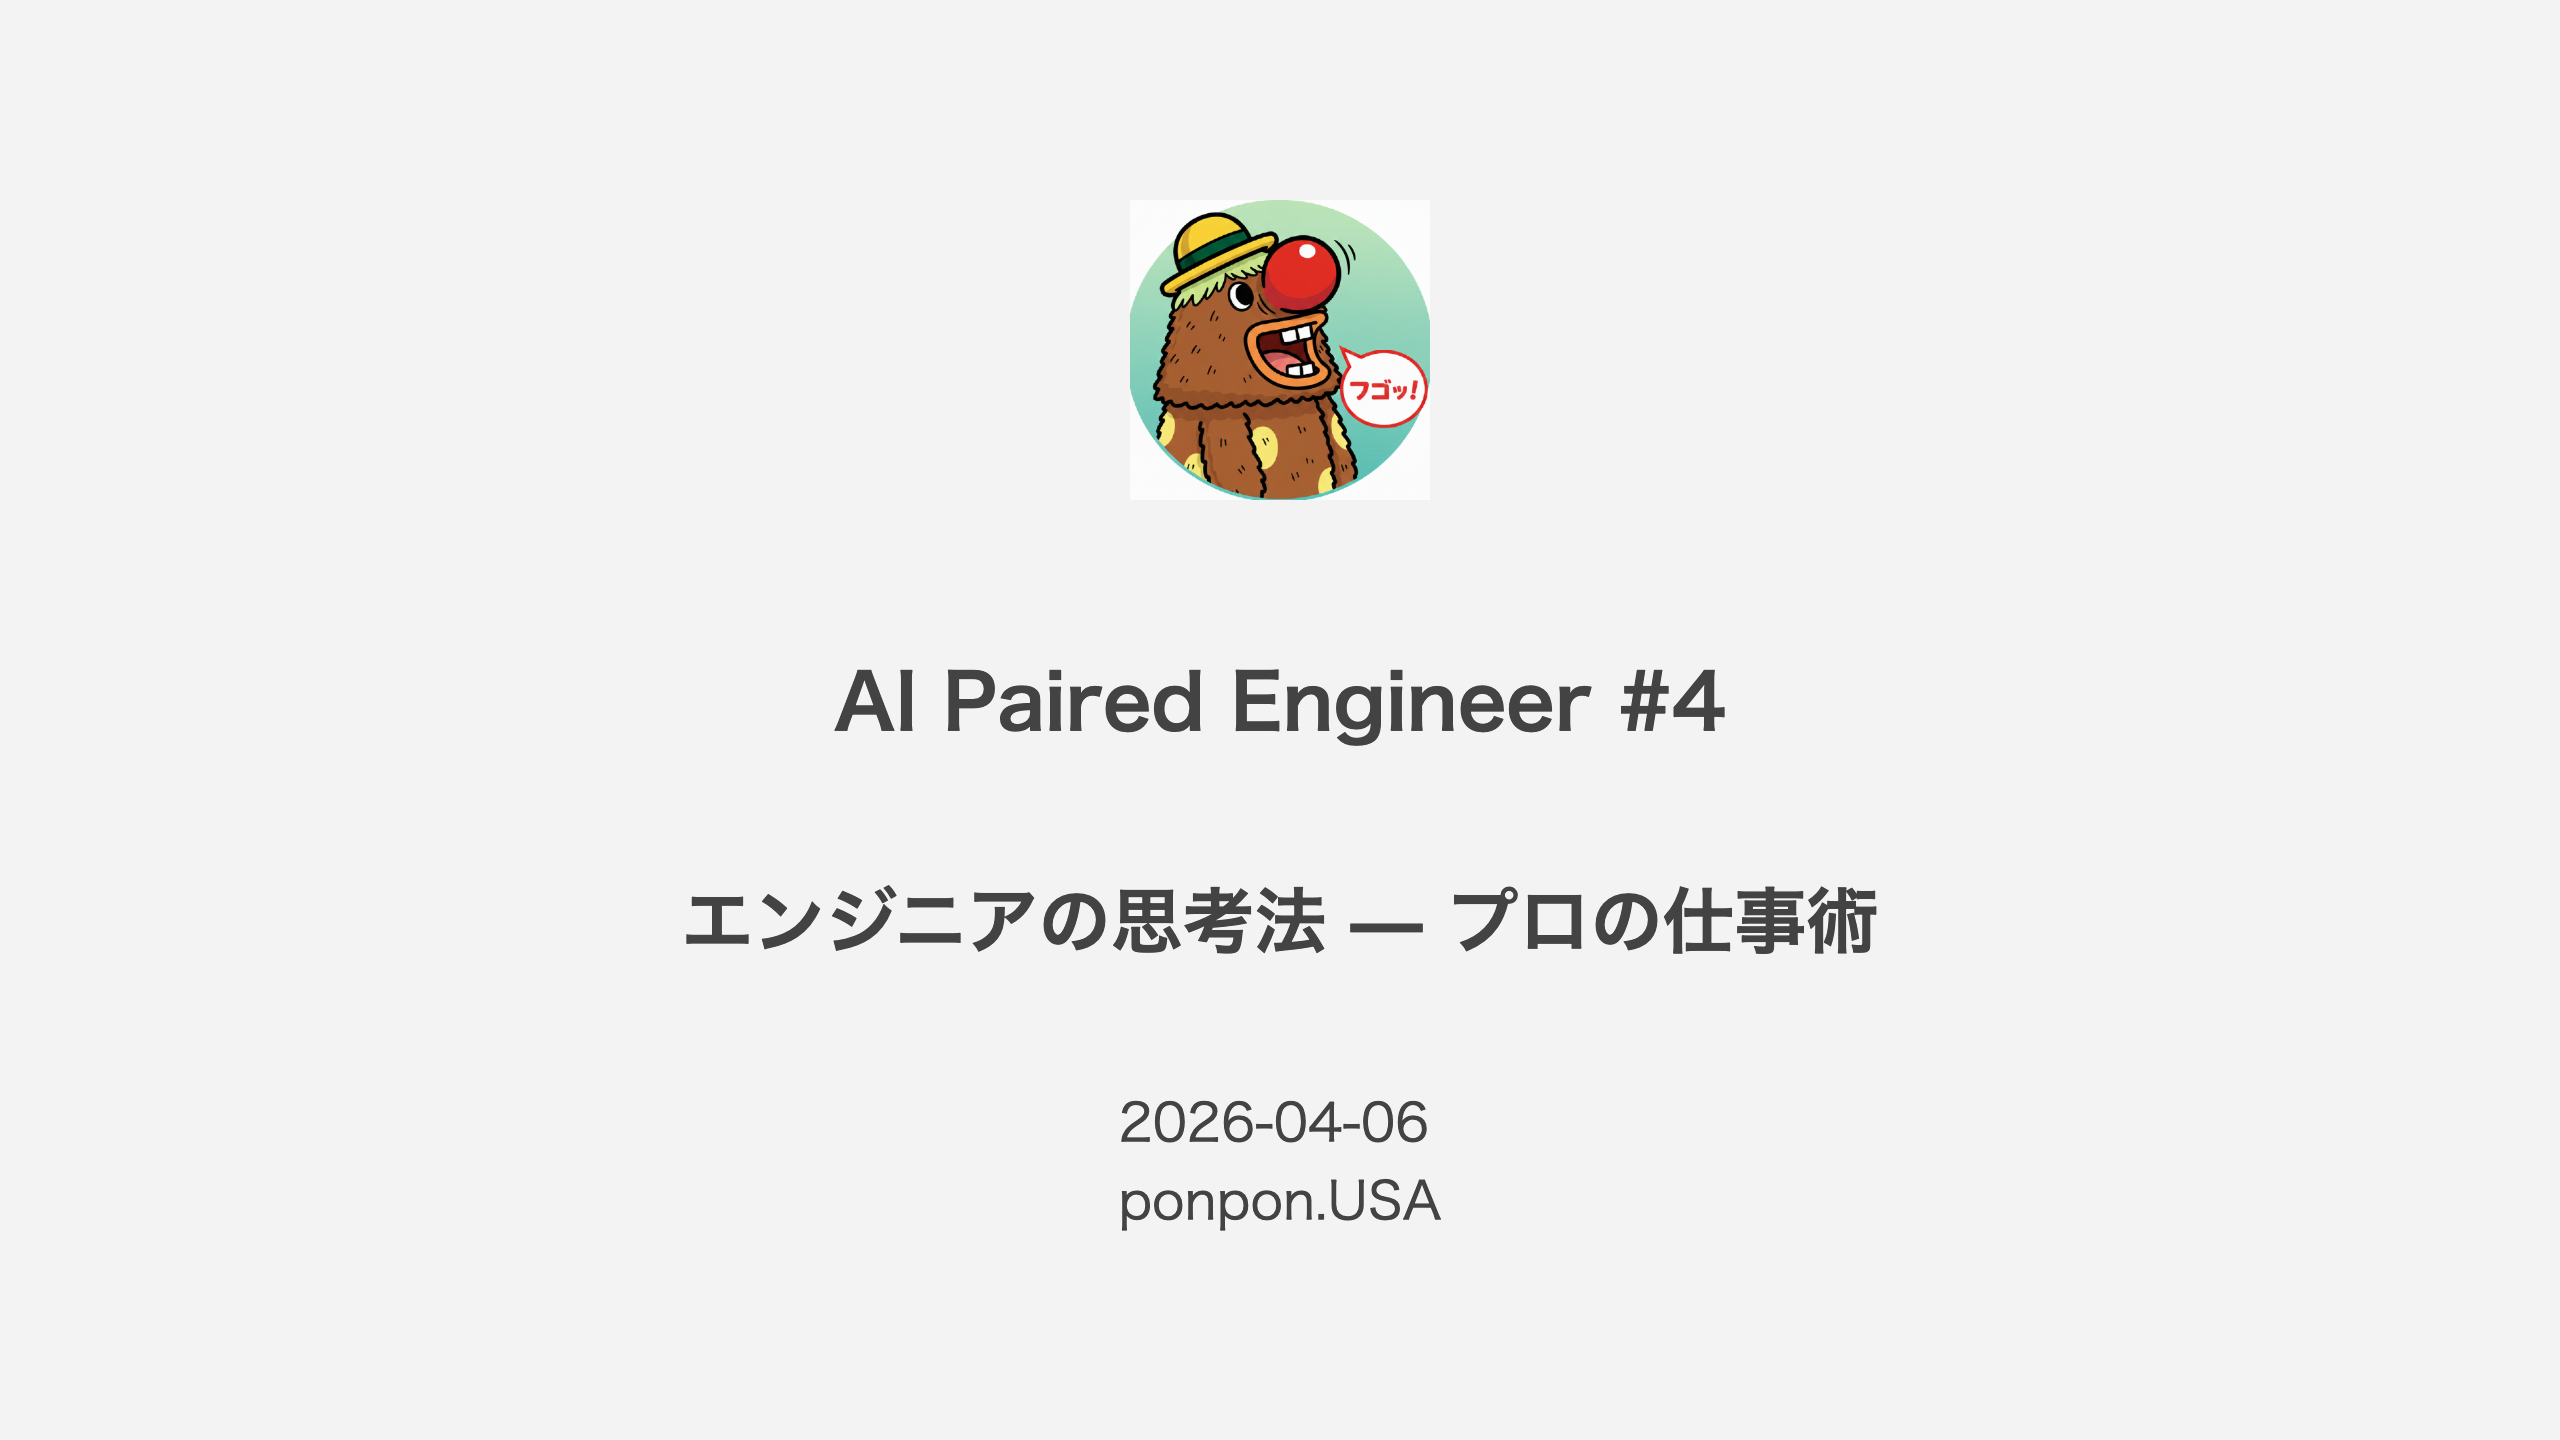 フゴッ!
AI Paired Engineer #4
エンジニアの思考法 — プロの仕事術
2026-04-06
ponpon.USA